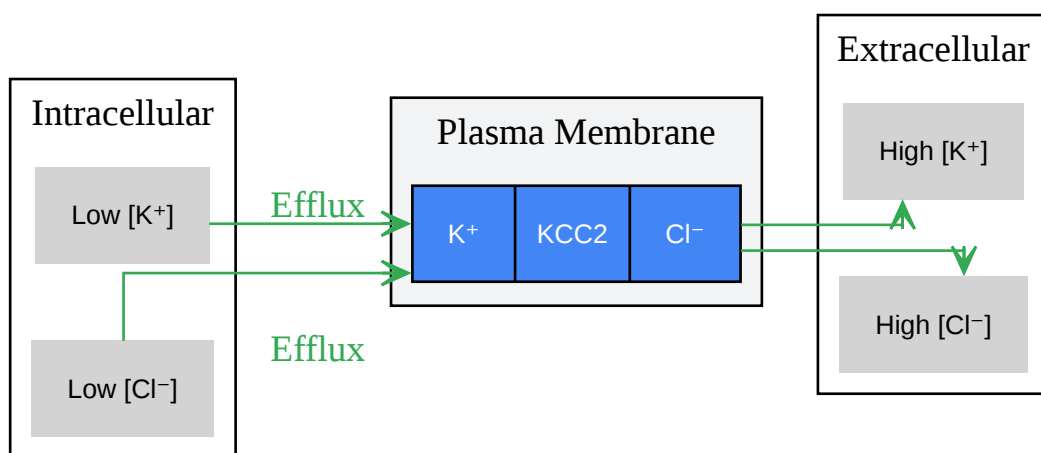 Intracellular
Low [K⁺]
Low [Cl⁻]
Efflux
Efflux
Plasma Membrane
K⁺
KCC2
Cl⁻
Extracellular
High [K⁺]
High [Cl⁻]